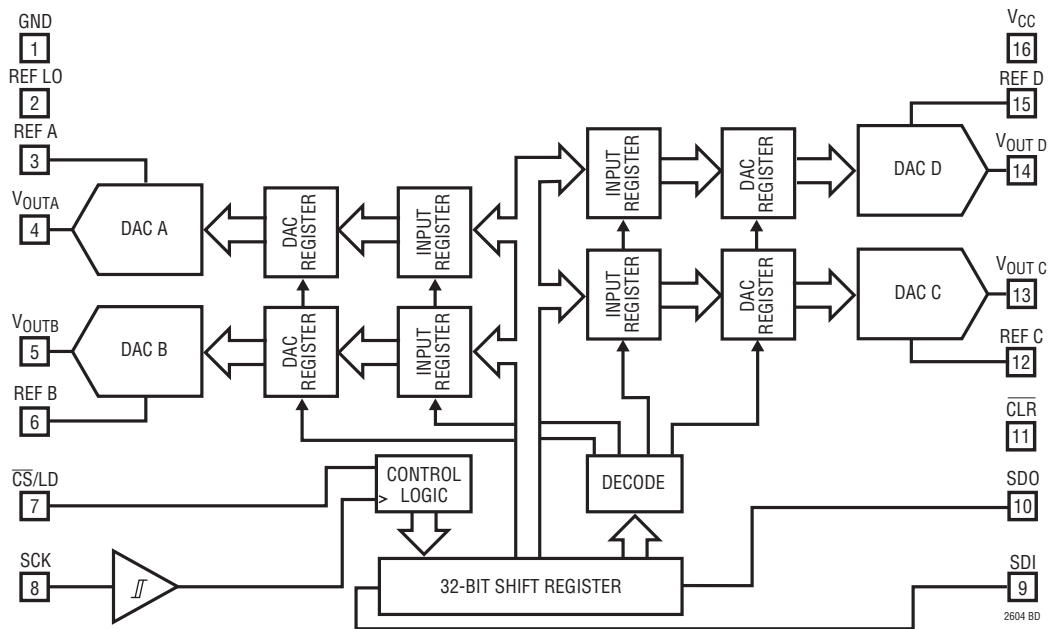 GND
1
REF LO
2
REF A
3
VOUTA
4
VOUTB
5
REF B
6
CS/LD
7
SCK
8
DAC A
DAC REGISTER
INPUT REGISTER
DAC B
DAC REGISTER
INPUT REGISTER
CONTROL
LOGIC
>
32-BIT SHIFT REGISTER
DECODE
INPUT REGISTER
DAC REGISTER
DAC D
INPUT REGISTER
DAC REGISTER
DAC C
VCC
16
REF D
15
VOUT D
14
VOUT C
13
REF C
12
CLR
11
SDO
10
SDI
9
2604 BD